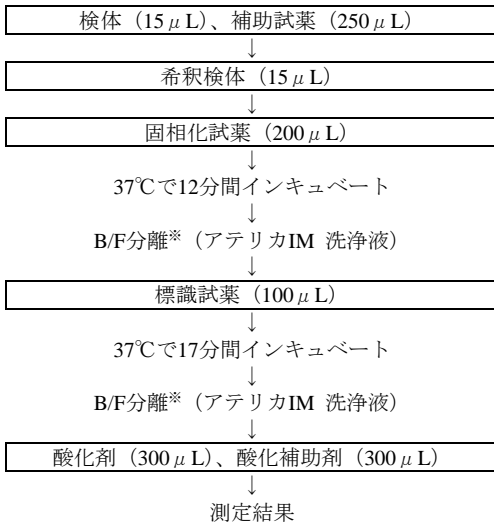 検体（15μL）、補助試薬（250μL）
↓
希釈検体（15μL）
↓
固相化試薬（200μL）
↓
37℃で12分間インキュベート
↓
B/F分離※（アテリカIM 洗浄液）
↓
標識試薬（100μL）
↓
37℃で17分間インキュベート
↓
B/F分離※（アテリカIM 洗浄液）
↓
酸化剤（300μL）、酸化補助剤（300μL）
↓
測定結果